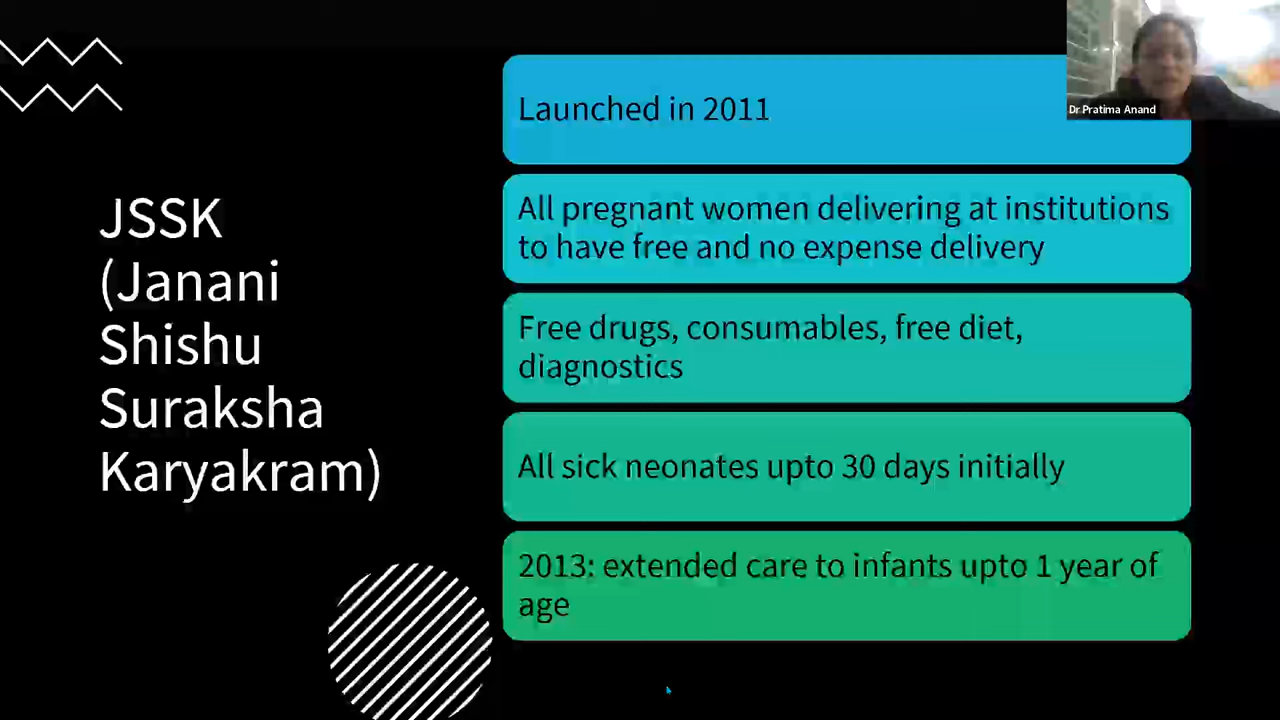 JSSK
(Janani
Shishu
Suraksha
Karyakram)
Launched in 2011
All pregnant women delivering at institutions
to have free and no expense delivery
Free drugs, consumables, free diet,
diagnostics
All sick neonates upto 30 days initially
2013: extended care to infants upto 1 year of
age
Dr Pratima Anand